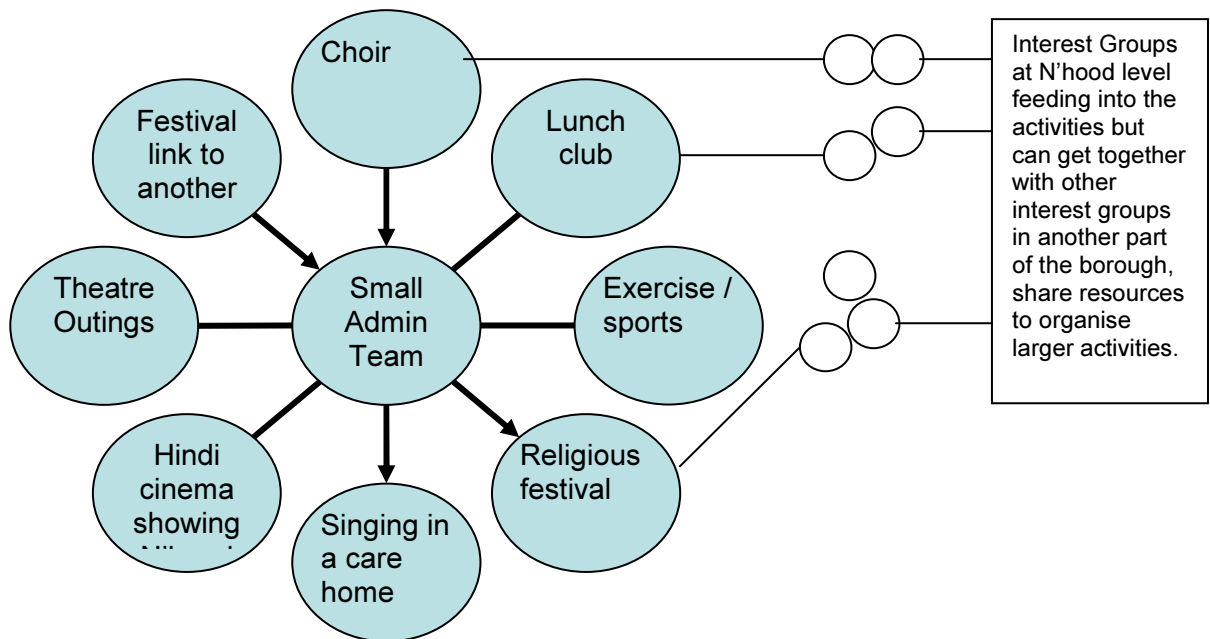 Choir
Festival
link to
another
Lunch
club
Theatre
Outings
Small
Admin
Team
Exercise /
sports
Hindi
cinema
showing
Singing in
a care
home
Religious
festival
Interest Groups
at N'hood level
feeding into the
activities but
can get together
with other
interest groups
in another part
of the borough,
share resources
to organise
larger activities.